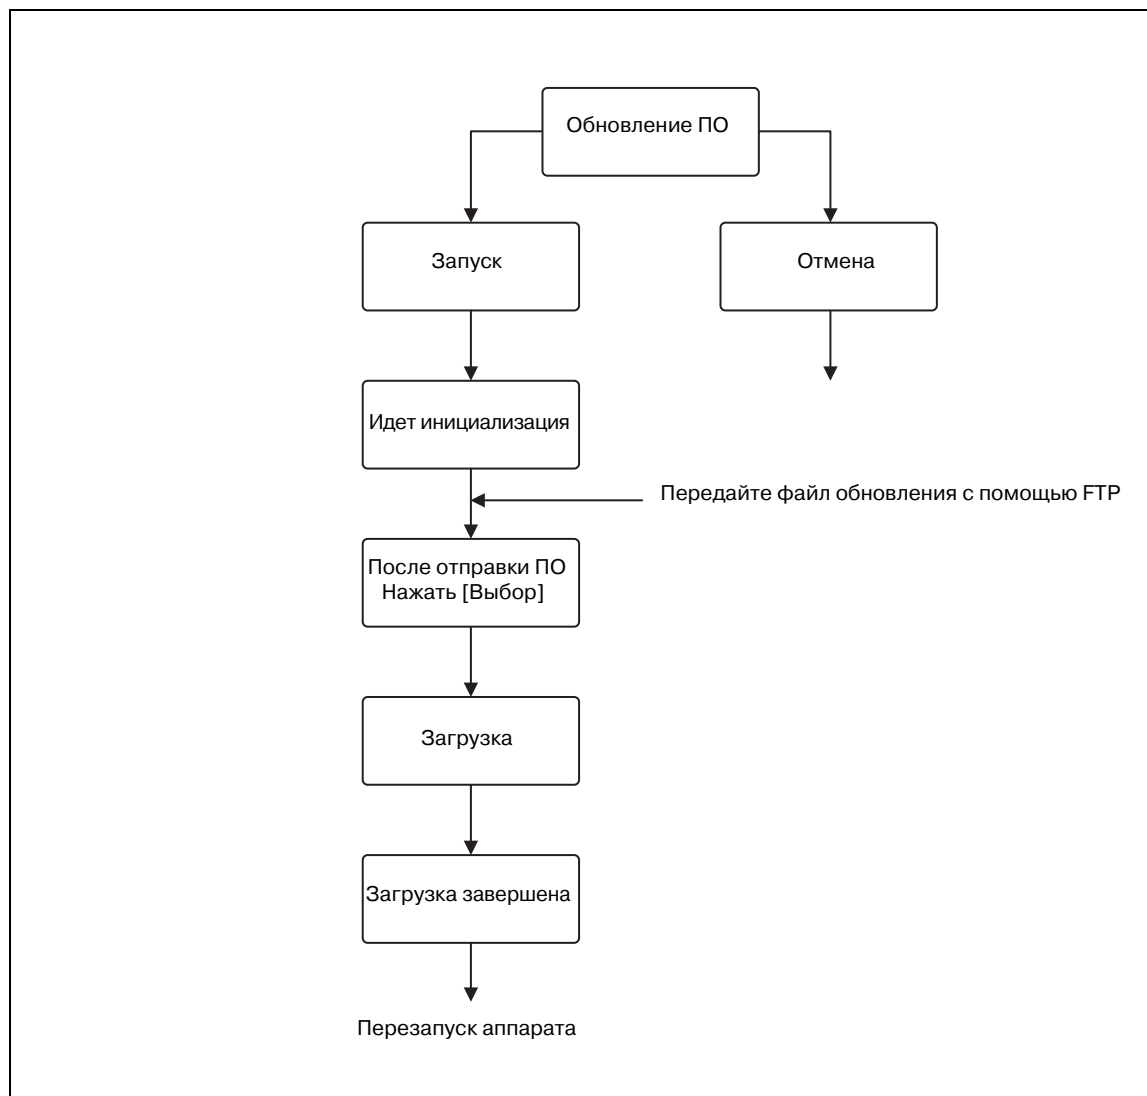 Обновление ПО
Запуск
Отмена
Идет инициализация
Передайте файл обновления с помощью FTP
После отправки ПО
Нажать [Выбор]
Загрузка
Загрузка завершена
Перезапуск аппарата